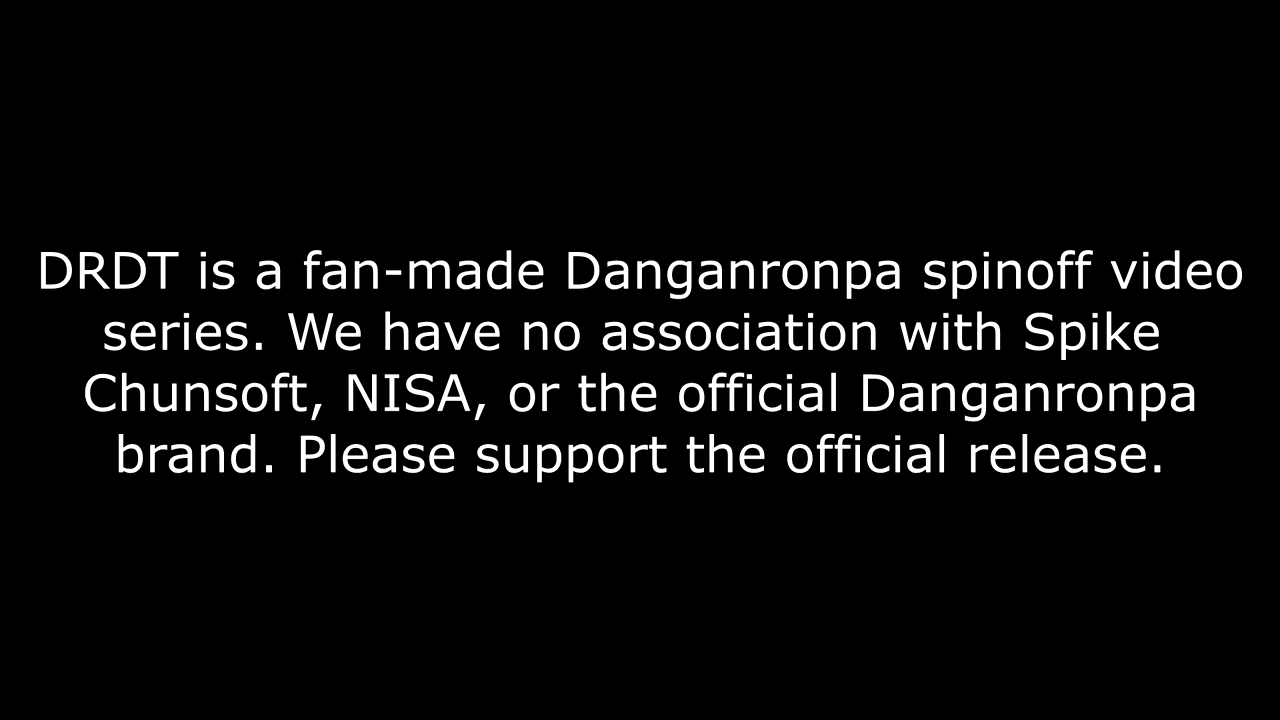 DRDT is a fan-made Danganronpa spinoff video
series. We have no association with Spike
Chunsoft, NISA, or the official Danganronpa
brand. Please support the official release.